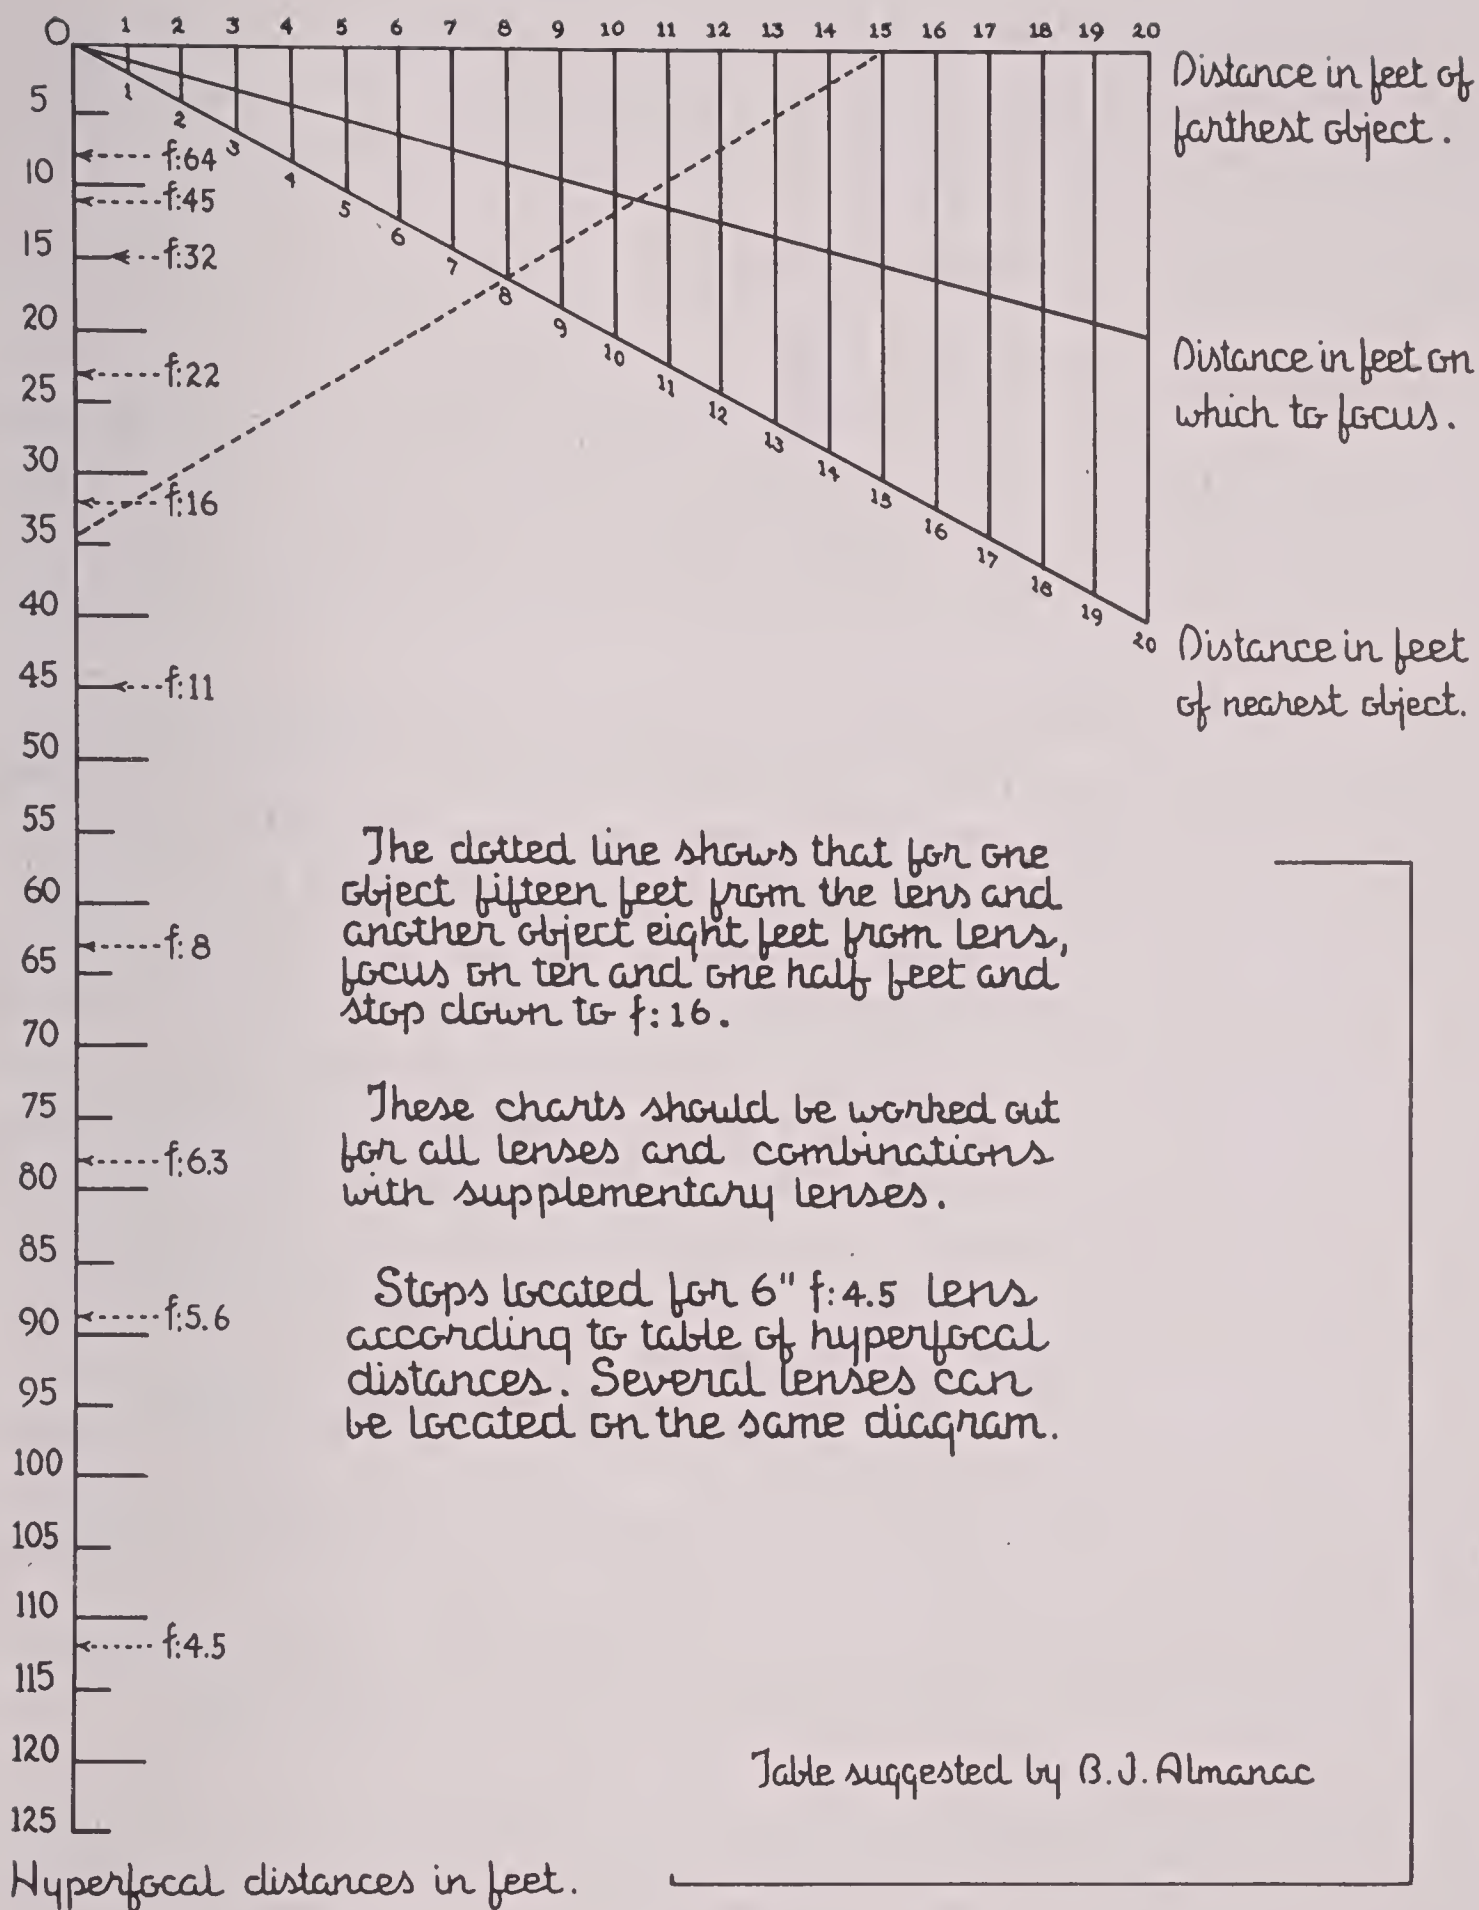 0 1 2 3 4 5 6 7 8 9 10 11 12 13 14 15 16 17 18 19 20
Distance in feet of
farthest object.
1 2 3 4 5 6 7 8 9 10 11 12 13 14 15 16 17 18 19 20
Distance in feet on
which to focus.
Distance in feet
of nearest object.
5
f:64
10
f:45
15
f:32
20
f:22
25
30
f:16
35
40
45
f:11
50
55
60
f:8
65
70
75
f:6.3
80
85
f:5.6
90
95
100
105
110
f:4.5
115
120
125
The dotted line shows that for one
object fifteen feet from the lens and
another object eight feet from lens,
focus on ten and one half feet and
stop down to f:16.
These charts should be worked out
for all lenses and combinations
with supplementary lenses.
Stops located for 6" f:4.5 lens
according to table of hyperfocal
distances. Several lenses can
be located on the same diagram.
Table suggested by B.J. Almanac
Hyperfocal distances in feet.